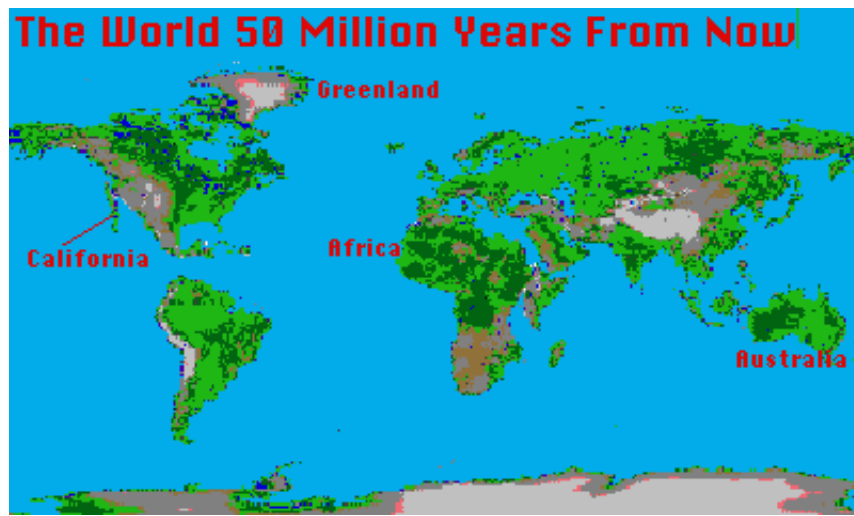 The World 50 Million Years From Now
Greenland
Africa
California
Australia